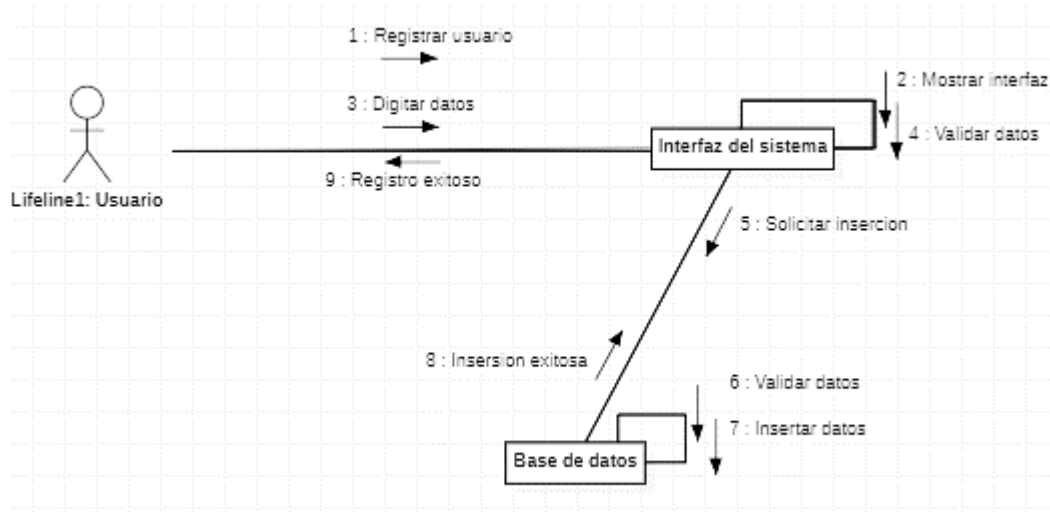 1 : Registrar usuario
2 : Mostrar interfaz
3 : Digitar datos
4 : Validar datos
Interfaz del sistema
9 : Registro exitoso
Lifeline1: Usuario
5 : Solicitar insercion
8 : Insersion exitosa
6 : Validar datos
7 : Insertar datos
Base de datos